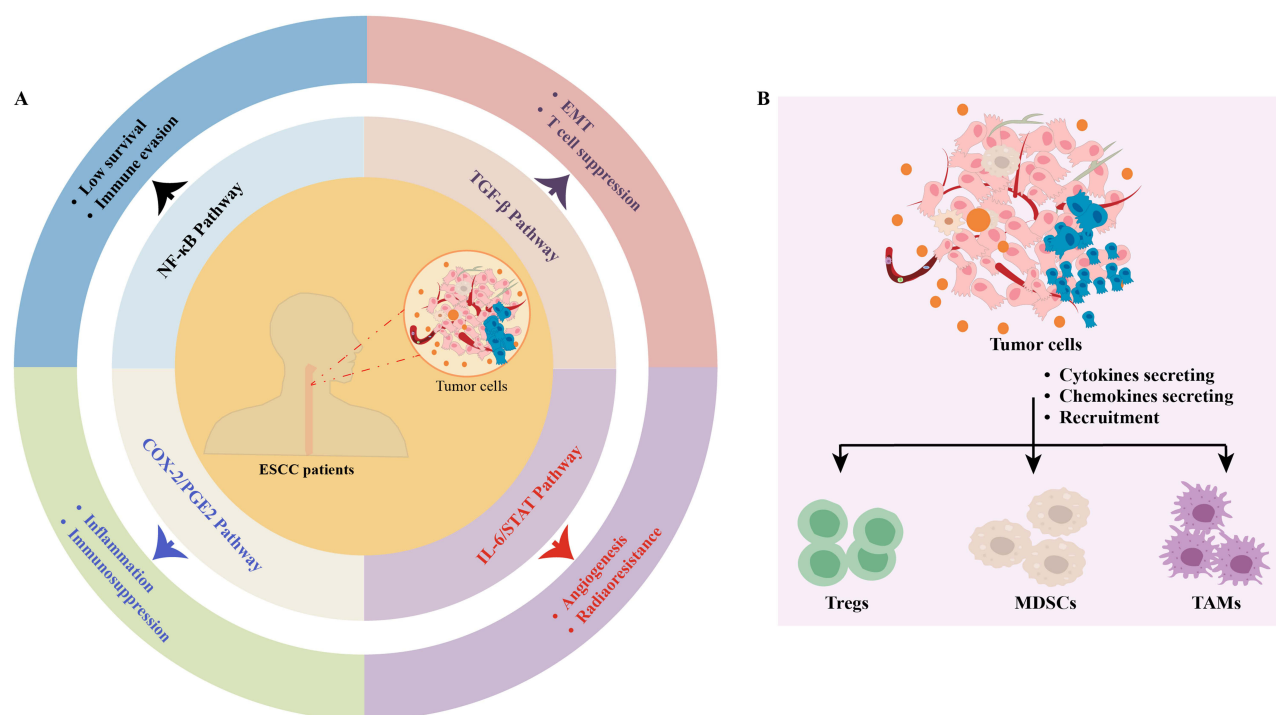 A
• Low survival
• Immune evasion
NF-κB Pathway
• EMT
• T cell suppression
TGF-β Pathway
Tumor cells
ESCC patients
COX-2/PGE2 Pathway
• Inflammation
• Immunosuppression
IL-6/STAT Pathway
• Angiogenesis
• Radiaoresistance
B
Tumor cells
• Cytokines secreting
• Chemokines secreting
• Recruitment
Tregs
MDSCs
TAMs